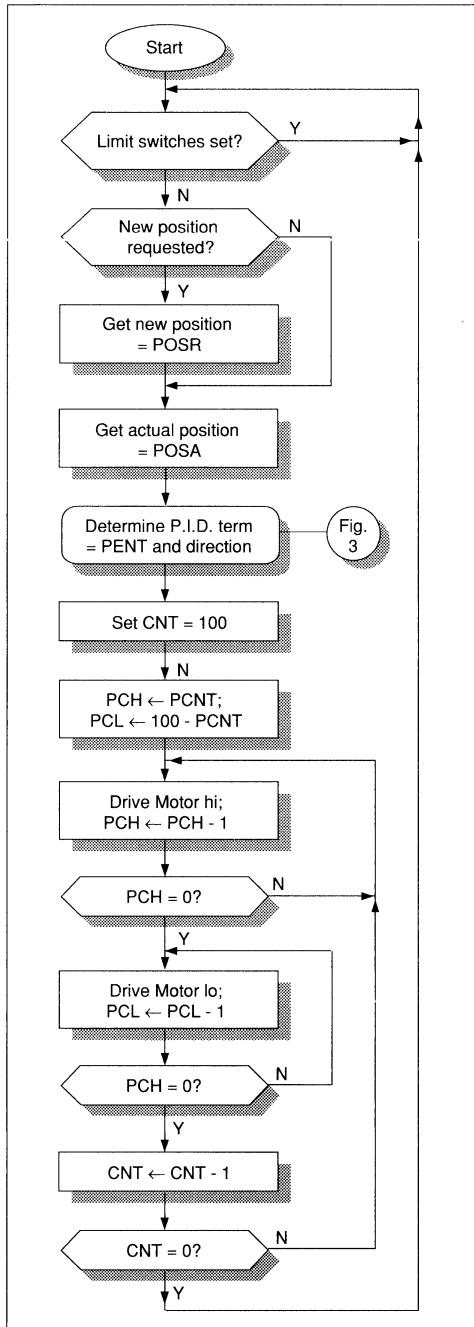 Start
Limit switches set?
Y
N
New position
requested?
N
Y
Get new position
= POSR
Get actual position
= POSA
Determine P.I.D. term
= PENT and direction
Fig.
3
Set CNT = 100
N
PCH ← PCNT;
PCL ← 100 - PCNT
Drive Motor hi;
PCH ← PCH - 1
PCH = 0?
N
Y
Drive Motor lo;
PCL ← PCL - 1
PCH = 0?
N
Y
CNT ← CNT - 1
CNT = 0?
N
Y